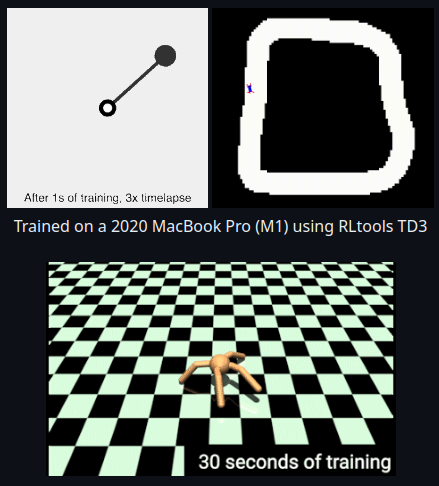 After 1s of training, 3x timelapse
Trained on a 2020 MacBook Pro (M1) using RLtools TD3
30 seconds of training